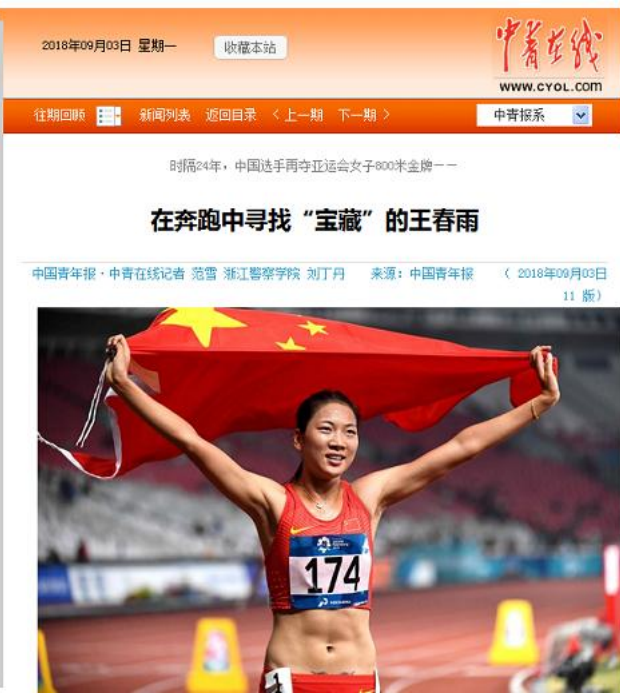 2018年09月03日 星期一
收藏本站
中青在线
www.cyol.com
往期回顾 新闻列表 返回目录 < 上一期 下一期 >
中青报系
时隔24年，中国选手再夺亚运会女子800米金牌——
在奔跑中寻找“宝藏”的王春雨
中国青年报·中青在线记者 范雪 浙江警察学院 刘丁丹 来源：中国青年报 （ 2018年09月03日
11 版）
174
1